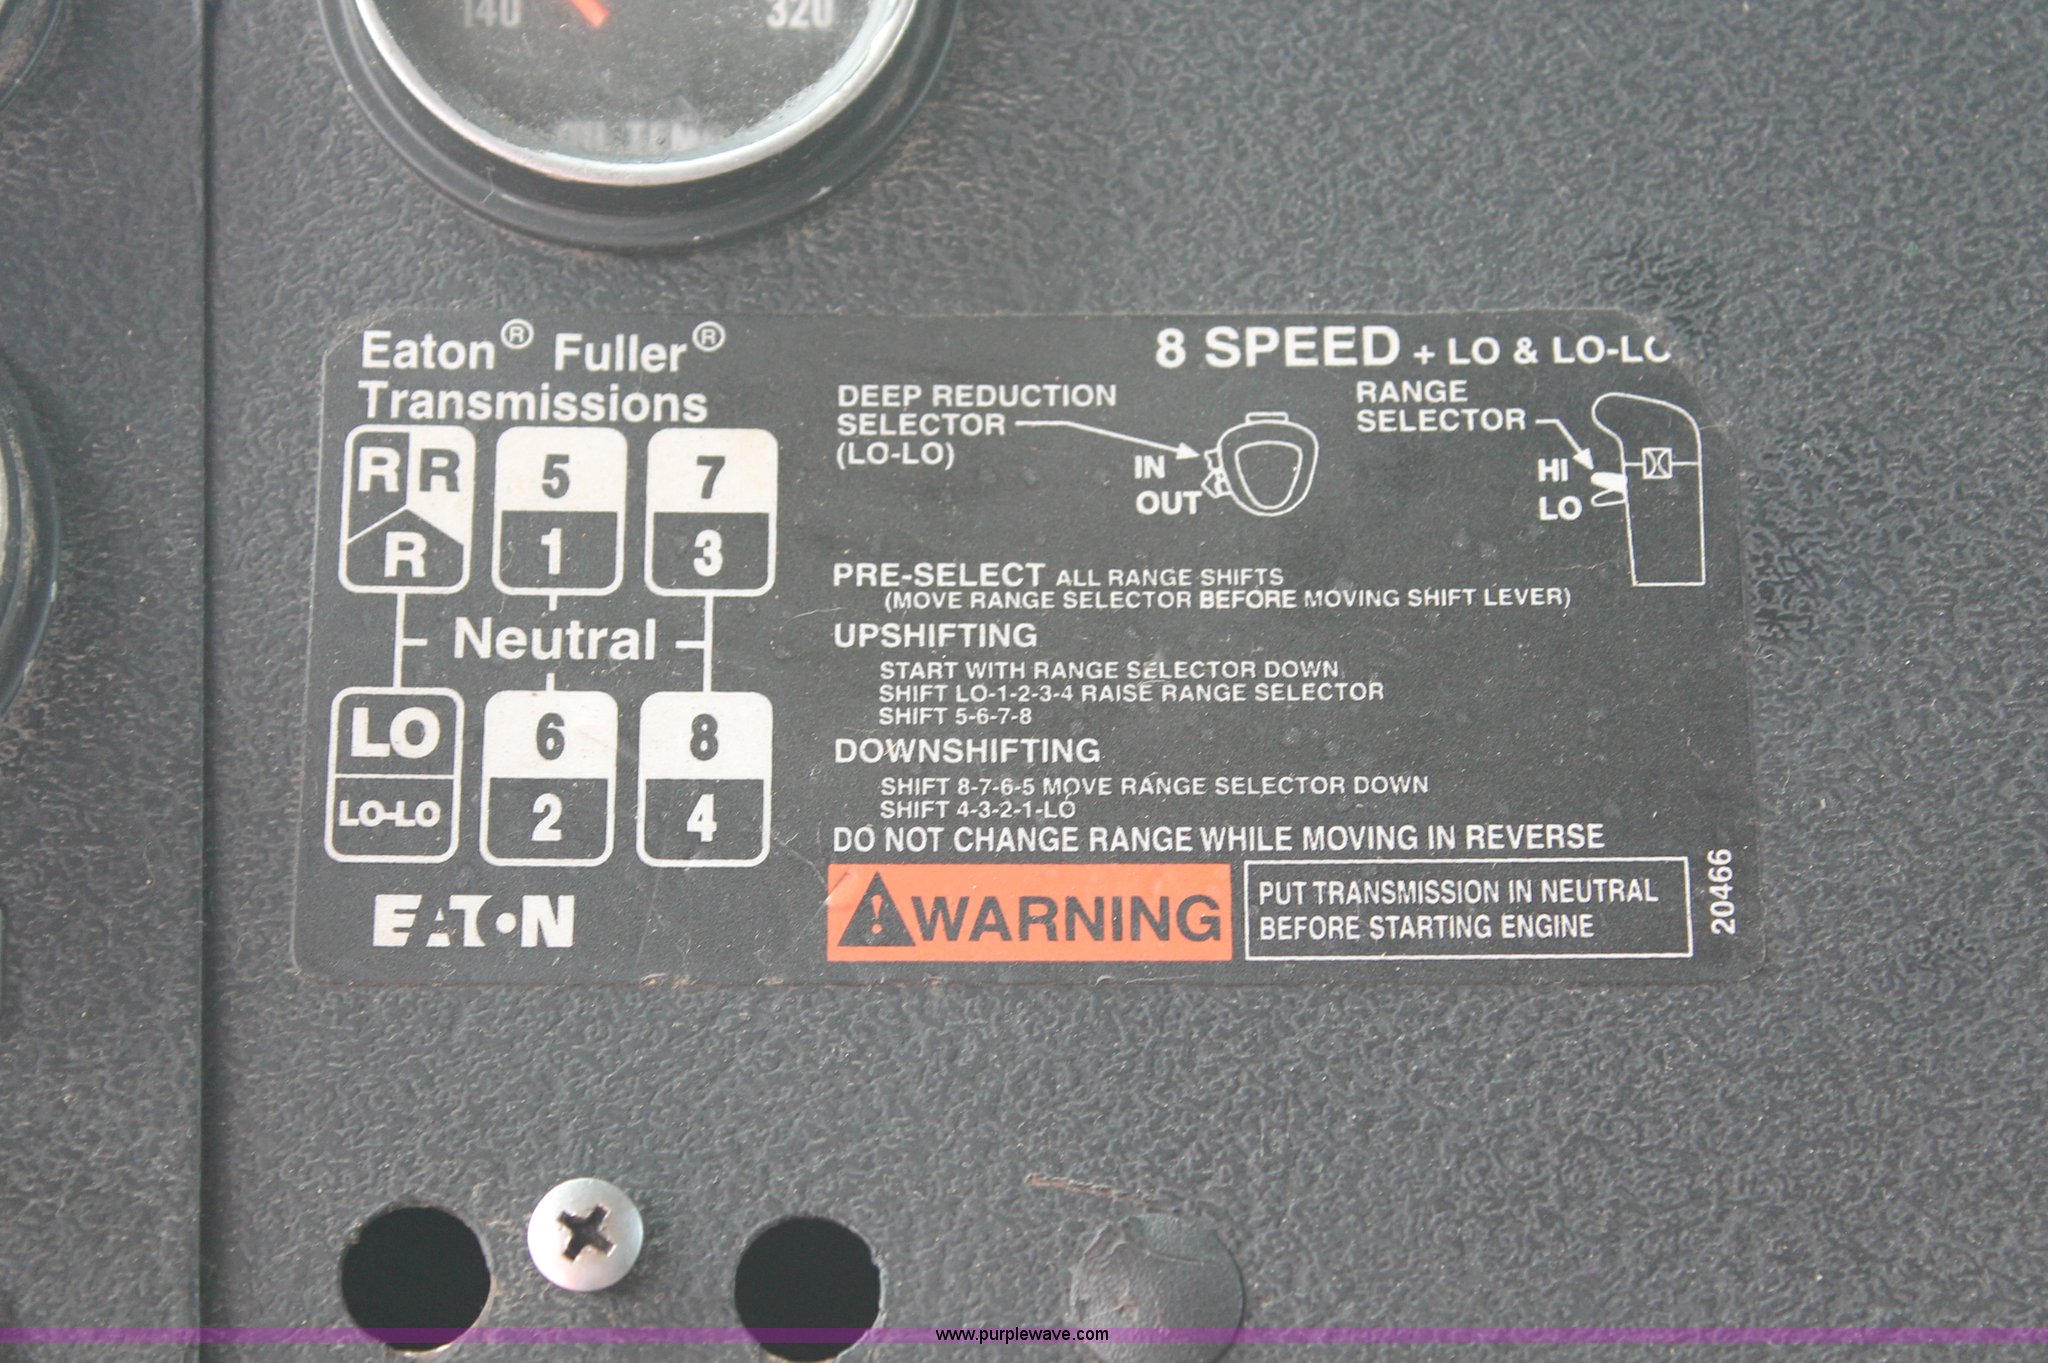 140 320
Eaton® Fuller®
Transmissions
8 SPEED + LO & LO-LO
R R
R
5
1
7
3
Neutral
LO
LO-LO
6
2
8
4
EATON
DEEP REDUCTION
SELECTOR
(LO-LO)
IN
OUT
RANGE
SELECTOR
HI
LO
PRE-SELECT ALL RANGE SHIFTS
(MOVE RANGE SELECTOR BEFORE MOVING SHIFT LEVER)
UPSHIFTING
START WITH RANGE SELECTOR DOWN
SHIFT LO-1-2-3-4 RAISE RANGE SELECTOR
SHIFT 5-6-7-8
DOWNSHIFTING
SHIFT 8-7-6-5 MOVE RANGE SELECTOR DOWN
SHIFT 4-3-2-1-LO
DO NOT CHANGE RANGE WHILE MOVING IN REVERSE
WARNING
PUT TRANSMISSION IN NEUTRAL
BEFORE STARTING ENGINE
20466
www.purplewave.com